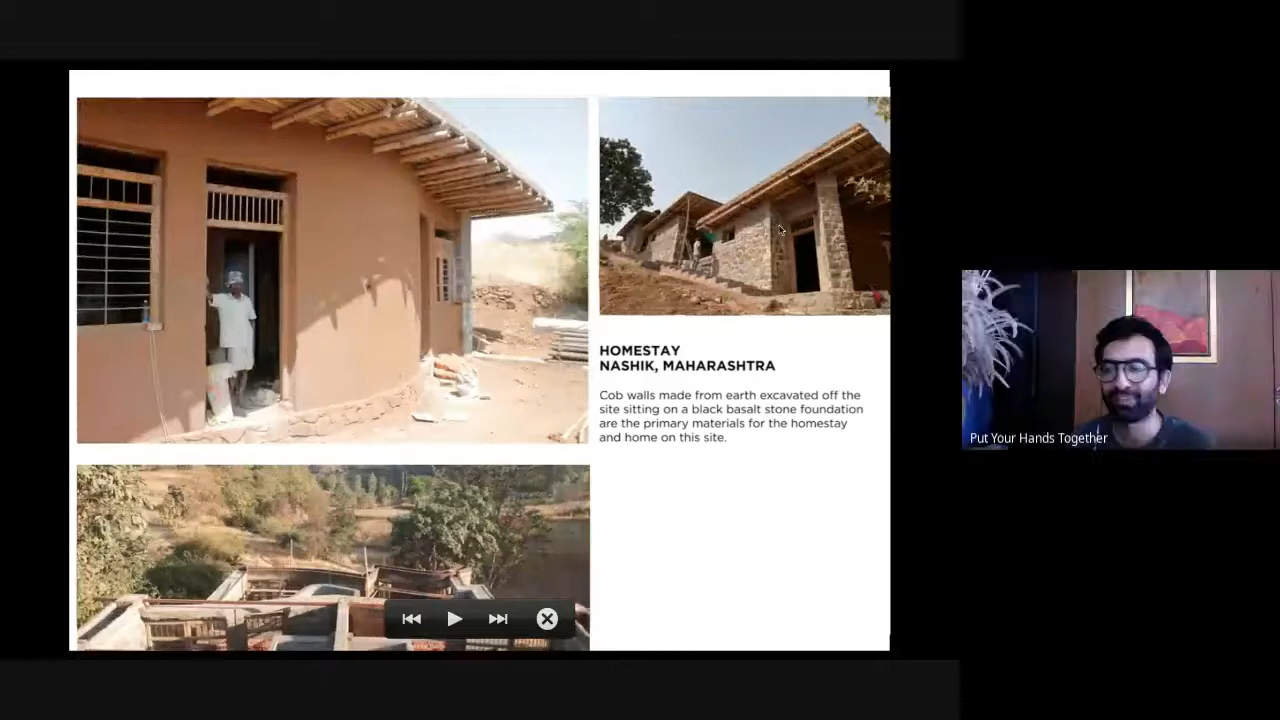 HOMESTAY
NASHIK, MAHARASHTRA
Cob walls made from earth excavated off the
site sitting on a black basalt stone foundation
are the primary materials for the homestay
and home on this site.
Put Your Hands Together